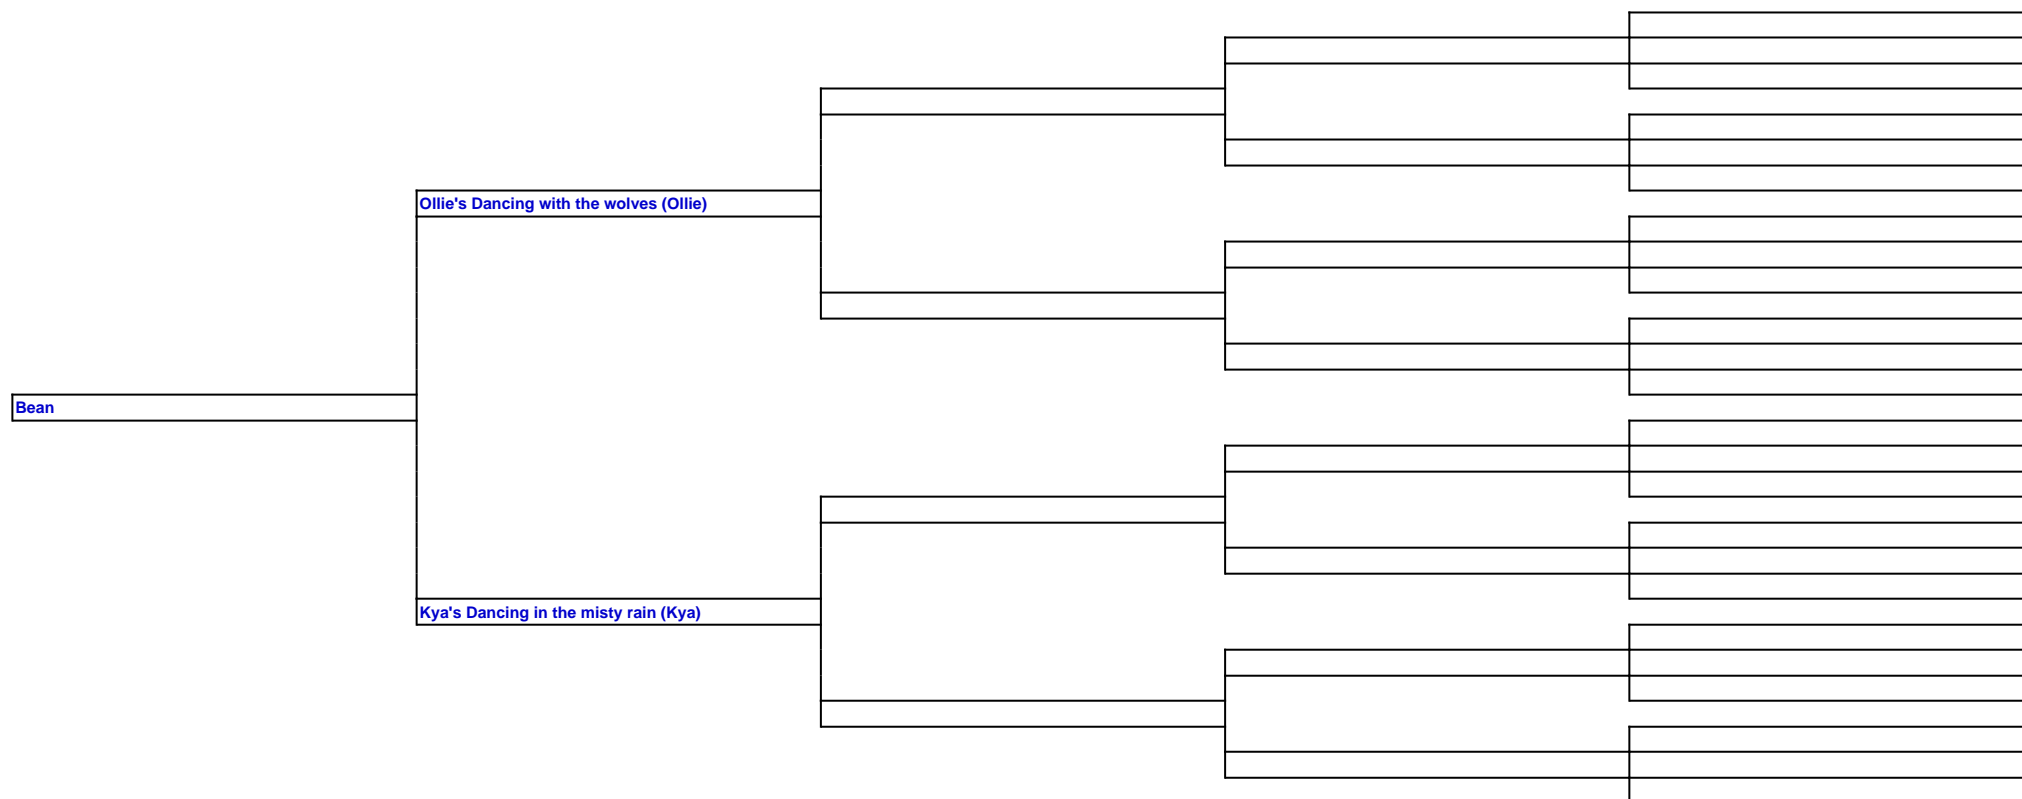 Ollie's Dancing with the wolves (Ollie)
Bean
Kya's Dancing in the misty rain (Kya)